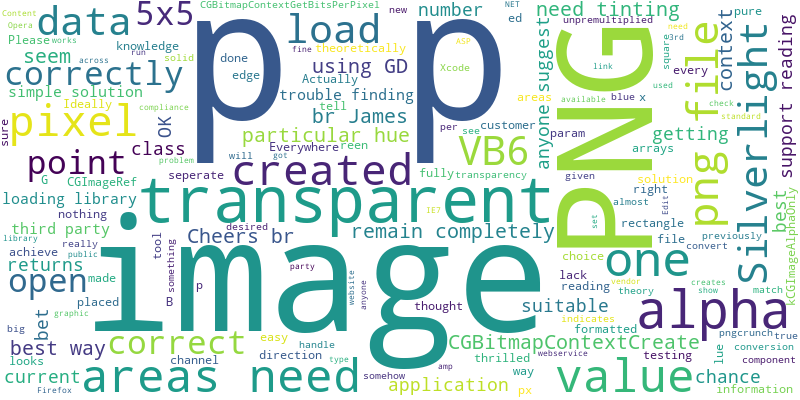 CGBitmapContextGetBitsPerPixel new NET number need tinting
Content Opera
data 5x5 load ed unpremultiplied
Please works across knowledge run solid done fine theoretically ASP need v3rd
seem edge Actually using GD Xcode areas link square every context
correctly trouble finding tell anyone suggest
simple solution OK br James available blue x used check standard
pixel Ideally compliance particular hue per see customer param getting
sure problem class Everywhere reen VB6 arrays
point G CGImageRef seperate will got created fully transparency
PNG png file Silverlight support reading
loading library nothing transparent given solution
third party Cheers br remain completely right almost Edit previously
library really desired IE7 choice rectangle file convert best
achieve public tool something p party website anyone thought lack set
returns image one kCGImageAlphaOnly
open made placed B suitable reading vendor theory creates show match
big graphic indicates formatted alpha
bet correct easy handle CGBitmapContextCreate pngcrunch true
best way looks channel direction type thrilled webservice testing lue conversion component
current areas need somehow amp way value chance
Firefox application px information